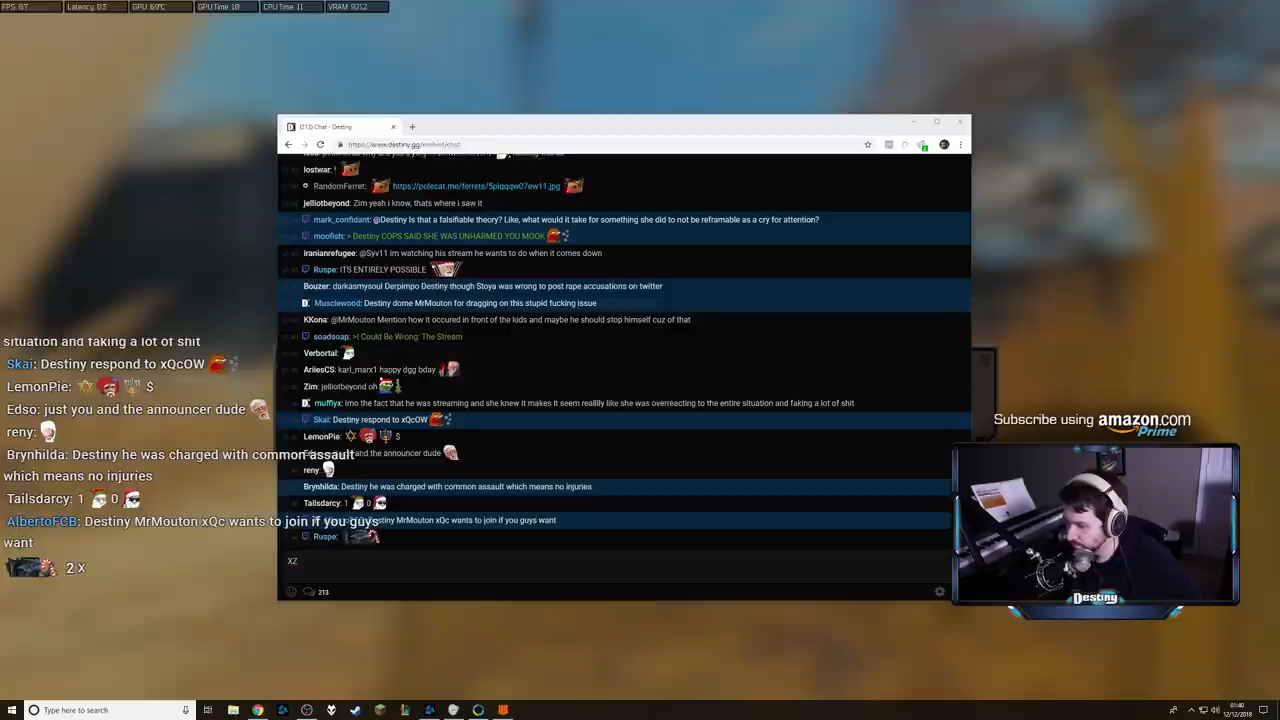 FPS 87
Latency 83
GPU 69°C
GPU Time 10
CPU Time 11
VRAM 9212
(213) Chat - Destiny
https://www.destiny.gg/embed/chat
lostwar: !
RandomFerret: https://polecat.me/ferrets/5piqqqw07ew11.jpg
jelliotbeyond: Zim yeah i know, thats where i saw it
mark_confidant: @Destiny Is that a falsifiable theory? Like, what would it take for something she did to not be reframable as a cry for attention?
moofish: > Destiny COPS SAID SHE WAS UNHARMED YOU MOOK
iranianrefugee: @Syv11 im watching his stream he wants to do when it comes down
Ruspe: ITS ENTIRELY POSSIBLE
Bouzer: darkasmysoul Derpimpo Destiny though Stoya was wrong to post rape accusations on twitter
Musclewood: Destiny dome MrMouton for dragging on this stupid fucking issue
KKona: @MrMouton Mention how it occured in front of the kids and maybe he should stop himself cuz of that
soadsoap: >I Could Be Wrong: The Stream
Verbortal:
AriiesCS: karl_marx1 happy dgg bday
Zim: jelliotbeyond oh
muffiyx: imo the fact that he was streaming and she knew it makes it seem realllly like she was overreacting to the entire situation and faking a lot of shit
Skai: Destiny respond to xQcOW
LemonPie: $
and the announcer dude
reny:
Brynhilda: Destiny he was charged with common assault which means no injuries
Tailsdarcy: 1 0
Destiny MrMouton xQc wants to join if you guys want
Ruspe:
XZ
213
situation and faking a lot of shit
Skai: Destiny respond to xQcOW
LemonPie: $
Edso: just you and the announcer dude
reny:
Brynhilda: Destiny he was charged with common assault
which means no injuries
Tailsdarcy: 1 0
AlbertoFCB: Destiny MrMouton xQc wants to join if you guys
want
2 X
Subscribe using amazon.com
Prime
Destiny
Type here to search
01:40
12/12/2018